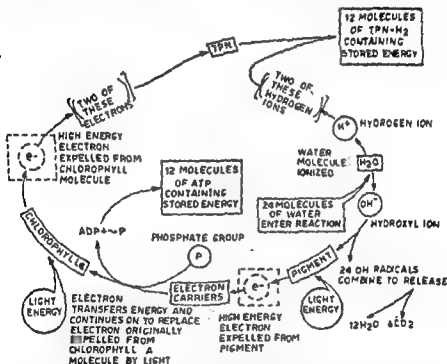 12 MOLECULES
OF TPN-H2
CONTAINING
STORED ENERGY
TPN
TWO OF
THESE
ELECTRONS
TWO OF
THESE
HYDROGEN
IONS
H+
HYDROGEN ION
e-
HIGH ENERGY
ELECTRON
EXPELLED FROM
CHLOROPHYLL
MOLECULE
WATER
MOLECULE
IONIZED
H2O
12 MOLECULES
OF ATP
CONTAINING
STORED ENERGY
24 MOLECULES
OF WATER
ENTER REACTION
OH-
HYDROXYL ION
ADP+~P
PHOSPHATE GROUP
P
CHLOROPHYLL a
PIGMENT
24 OH RADICALS
COMBINE TO RELEASE
LIGHT
ENERGY
ELECTRON
CARRIERS
e-
LIGHT
ENERGY
ELECTRON
TRANSFERS ENERGY AND
CONTINUES ON TO REPLACE
ELECTRON ORIGINALLY
EXPELLED FROM
CHLOROPHYLL A
MOLECULE BY LIGHT
HIGH ENERGY
ELECTRON
EXPELLED FROM
PIGMENT
12H2O
6CO2